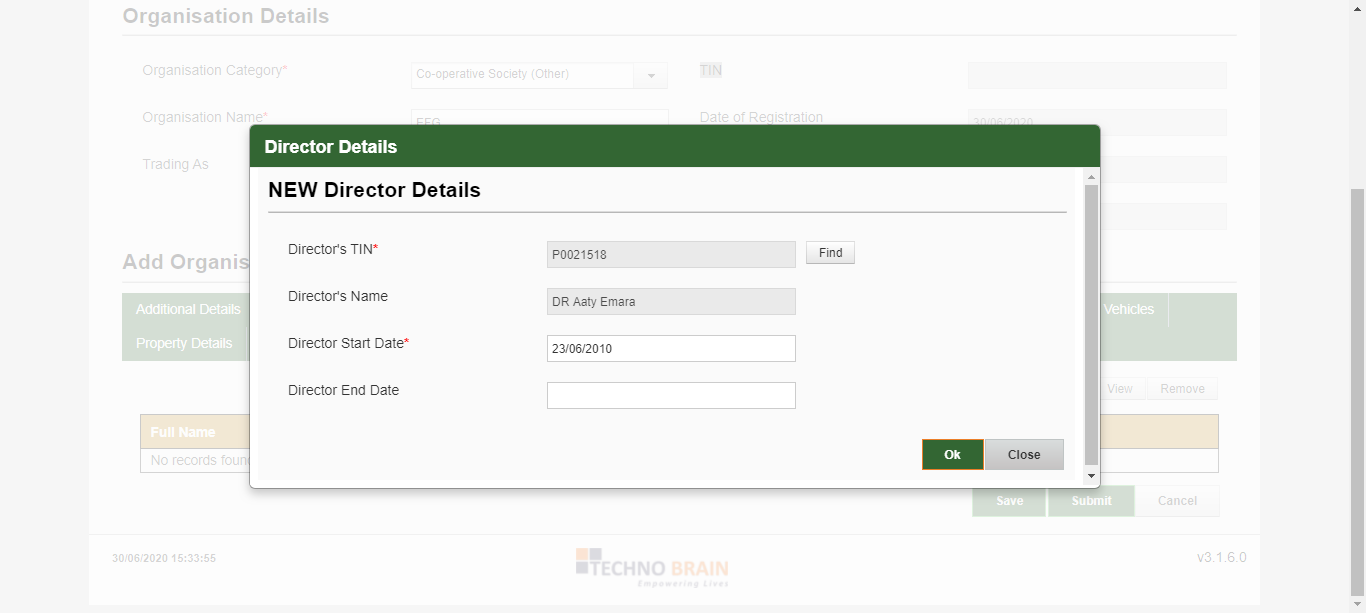 Organisation Details
Organisation Category* Co-operative Society (Other) TIN
Organisation Name* EFG Date of Registration 30/06/2020
Trading As
Director Details
NEW Director Details
Director's TIN* P0021518 Find
Director's Name DR Aaty Emara
Director Start Date* 23/06/2010
Director End Date
Ok Close
Add Organis
Additional Details Vehicles
Property Details
View Remove
Full Name
No records foun
Save Submit Cancel
30/06/2020 15:33:55 TECHNO BRAIN v3.1.6.0
Empowering Lives